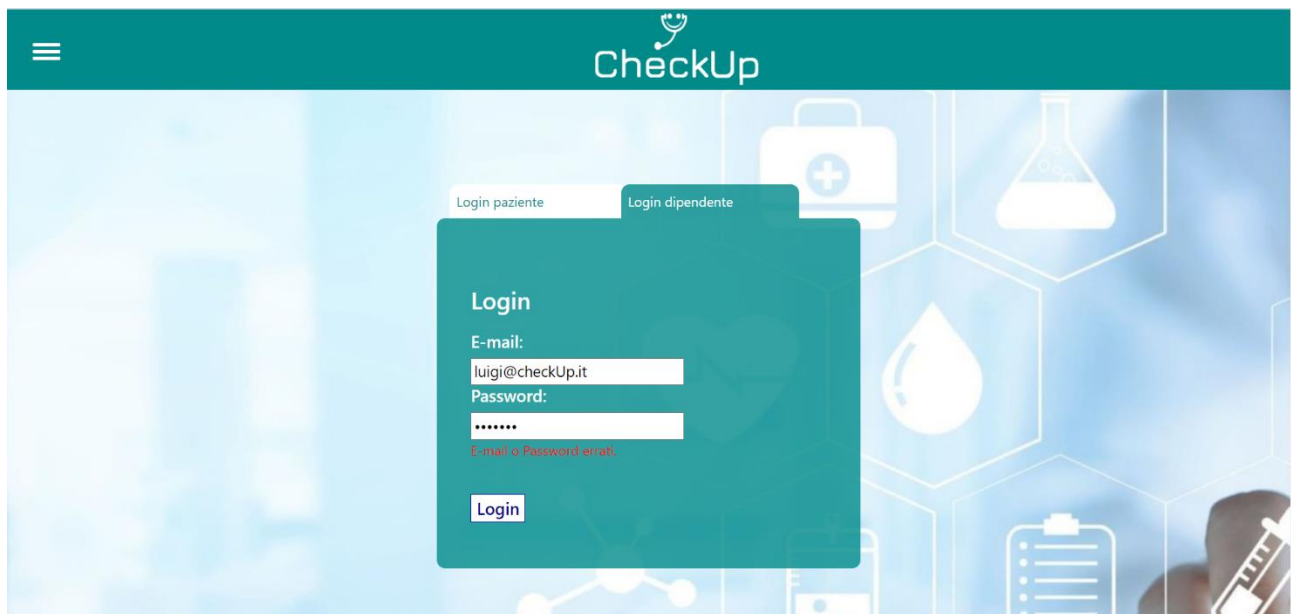 CheckUp
Login paziente
Login dipendente
Login
E-mail:
luigi@checkUp.it
Password:
•••••••
E-mail o Password errati.
Login